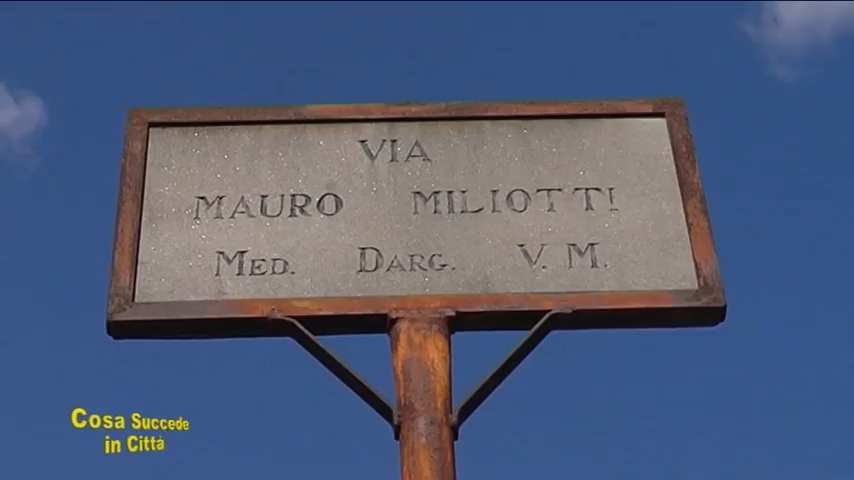 VIA
MAURO MILIOTTI
MED. DARG. V. M.
Cosa Succede
in Città